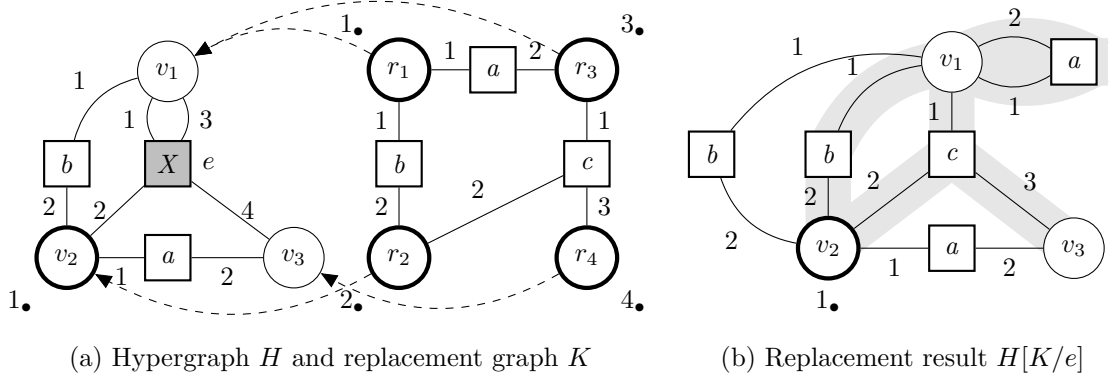 1• 3• 2
v1 r1 1 a 2 r3 v1 a
1 1 3 1 1 1 1 1 1
b X e b c b b c
2 2 4 2 2 3 2 2 3
v2 1 a 2 v3 r2 r4 2 v2 1 a 2 v3
1• 2• 4• 1•
(a) Hypergraph H and replacement graph K
(b) Replacement result H[K/e]